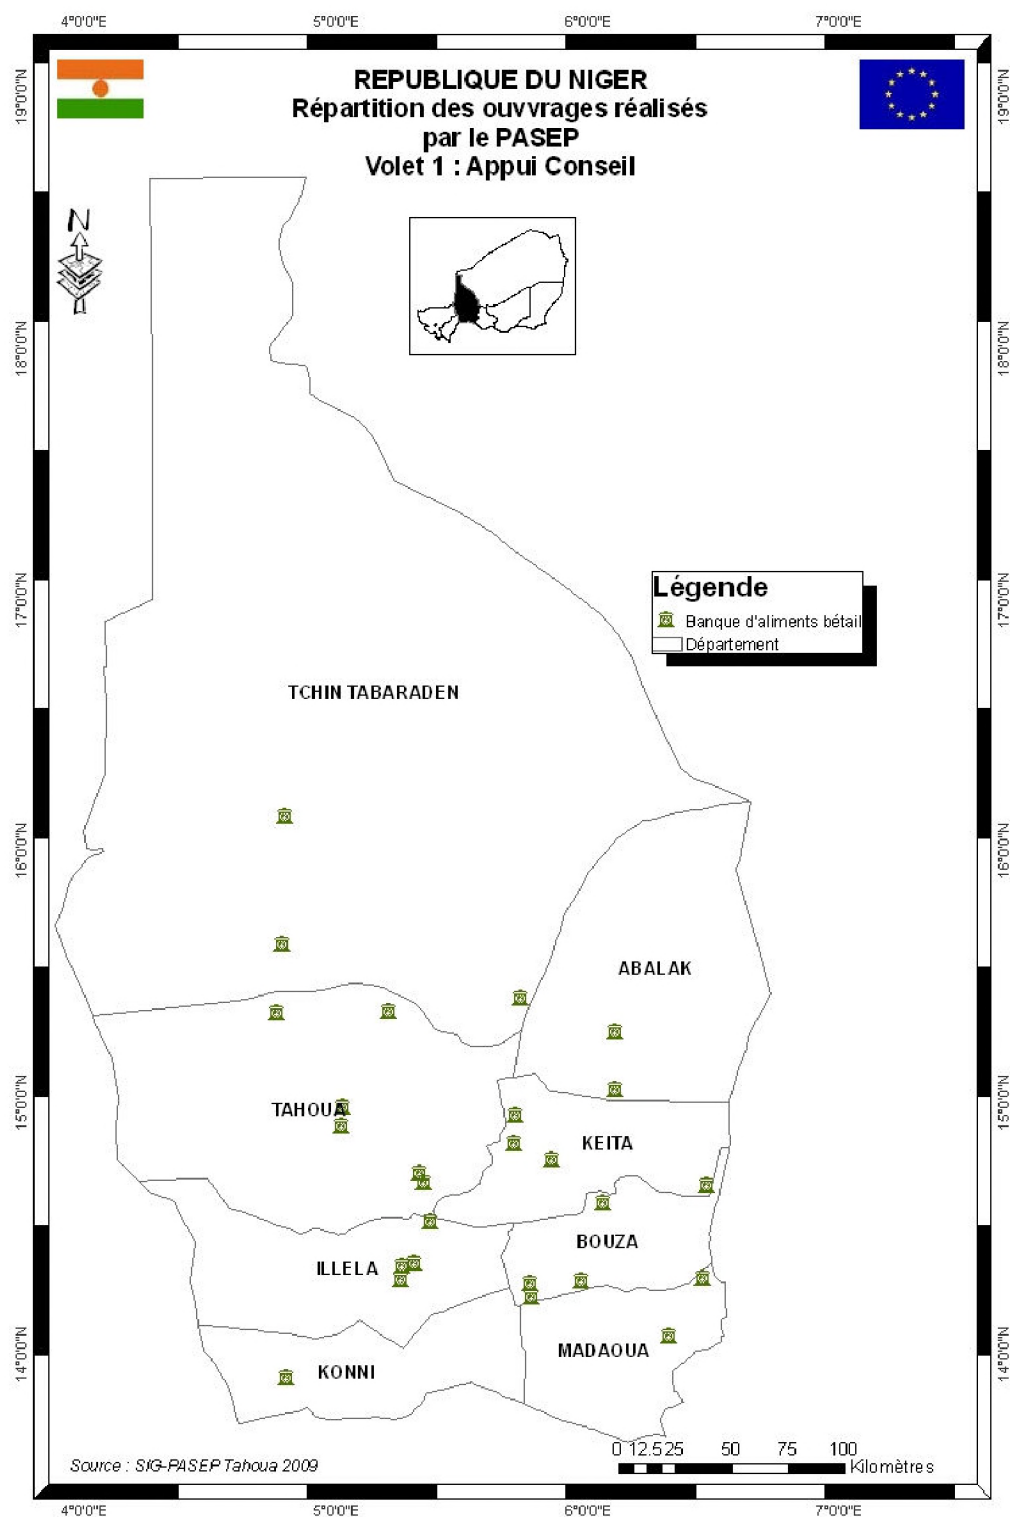 4°0'0"E 5°0'0"E 6°0'0"E 7°0'0"E
REPUBLIQUE DU NIGER
Répartition des ouvvrages réalisés
par le PASEP
Volet 1 : Appui Conseil
N
19°0'0"N 19°0'0"N
18°0'0"N 18°0'0"N
17°0'0"N 17°0'0"N
Légende
Banque d'aliments bétail
Département
TCHIN TABARADEN
16°0'0"N 16°0'0"N
ABALAK
15°0'0"N 15°0'0"N
TAHOUA
KEITA
BOUZA
ILLELA
MADAOUA
14°0'0"N 14°0'0"N
KONNI
0 12.5 25 50 75 100
Kilomètres
Source : SIG-PASEP Tahoua 2009
4°0'0"E 5°0'0"E 6°0'0"E 7°0'0"E